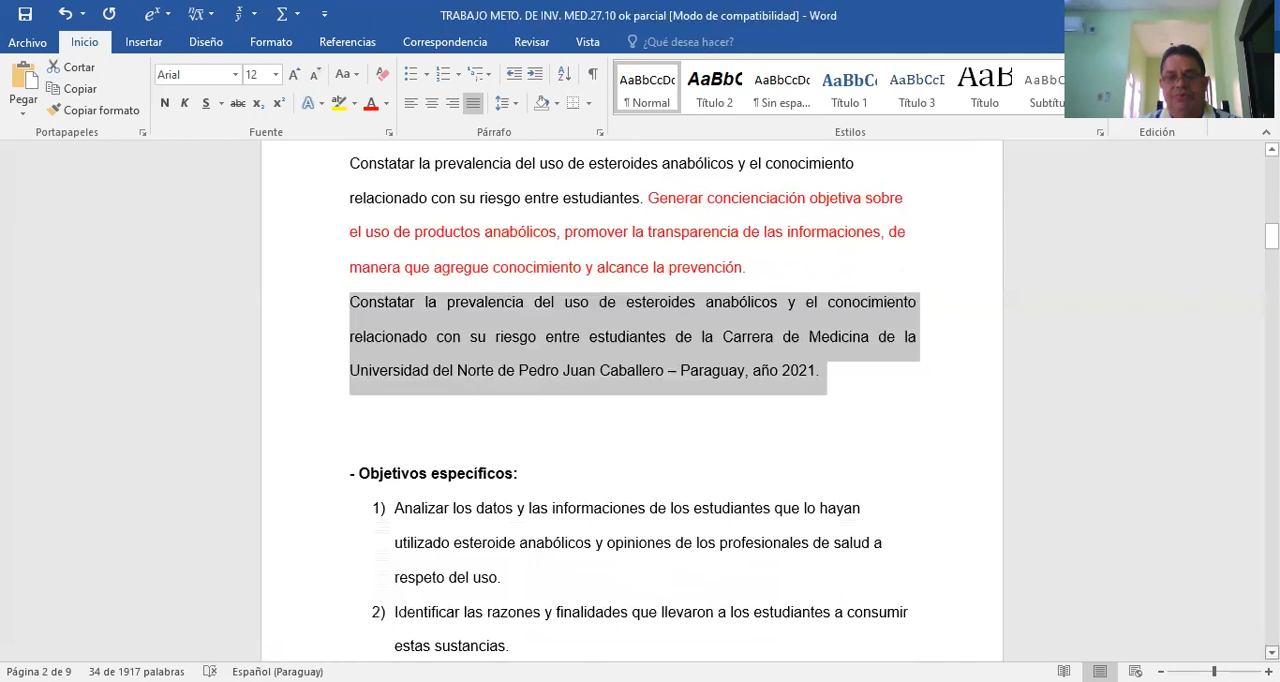 TRABAJO METO. DE INV. MED.27.10 ok parcial [Modo de compatibilidad] - Word
Archivo Inicio Insertar Diseño Formato Referencias Correspondencia Revisar Vista ¿Qué desea hacer?
Pegar
Cortar
Copiar
Copiar formato
Arial 12
Aa
N K S abc x₂ x²
AaBbCcDc AaBbC AaBbCcDc AaBbC AaBbCcI AaB AaBbCcD
¶ Normal Título 2 ¶ Sin espa... Título 1 Título 3 Título Subtít
Portapapeles Fuente Párrafo Estilos Edición
Constatar la prevalencia del uso de esteroides anabólicos y el conocimiento
relacionado con su riesgo entre estudiantes. Generar concienciación objetiva sobre
el uso de productos anabólicos, promover la transparencia de las informaciones, de
manera que agregue conocimiento y alcance la prevención.
Constatar la prevalencia del uso de esteroides anabólicos y el conocimiento
relacionado con su riesgo entre estudiantes de la Carrera de Medicina de la
Universidad del Norte de Pedro Juan Caballero – Paraguay, año 2021.
- Objetivos específicos:
1) Analizar los datos y las informaciones de los estudiantes que lo hayan
utilizado esteroide anabólicos y opiniones de los profesionales de salud a
respeto del uso.
2) Identificar las razones y finalidades que llevaron a los estudiantes a consumir
estas sustancias.
Página 2 de 9 34 de 1917 palabras Español (Paraguay)